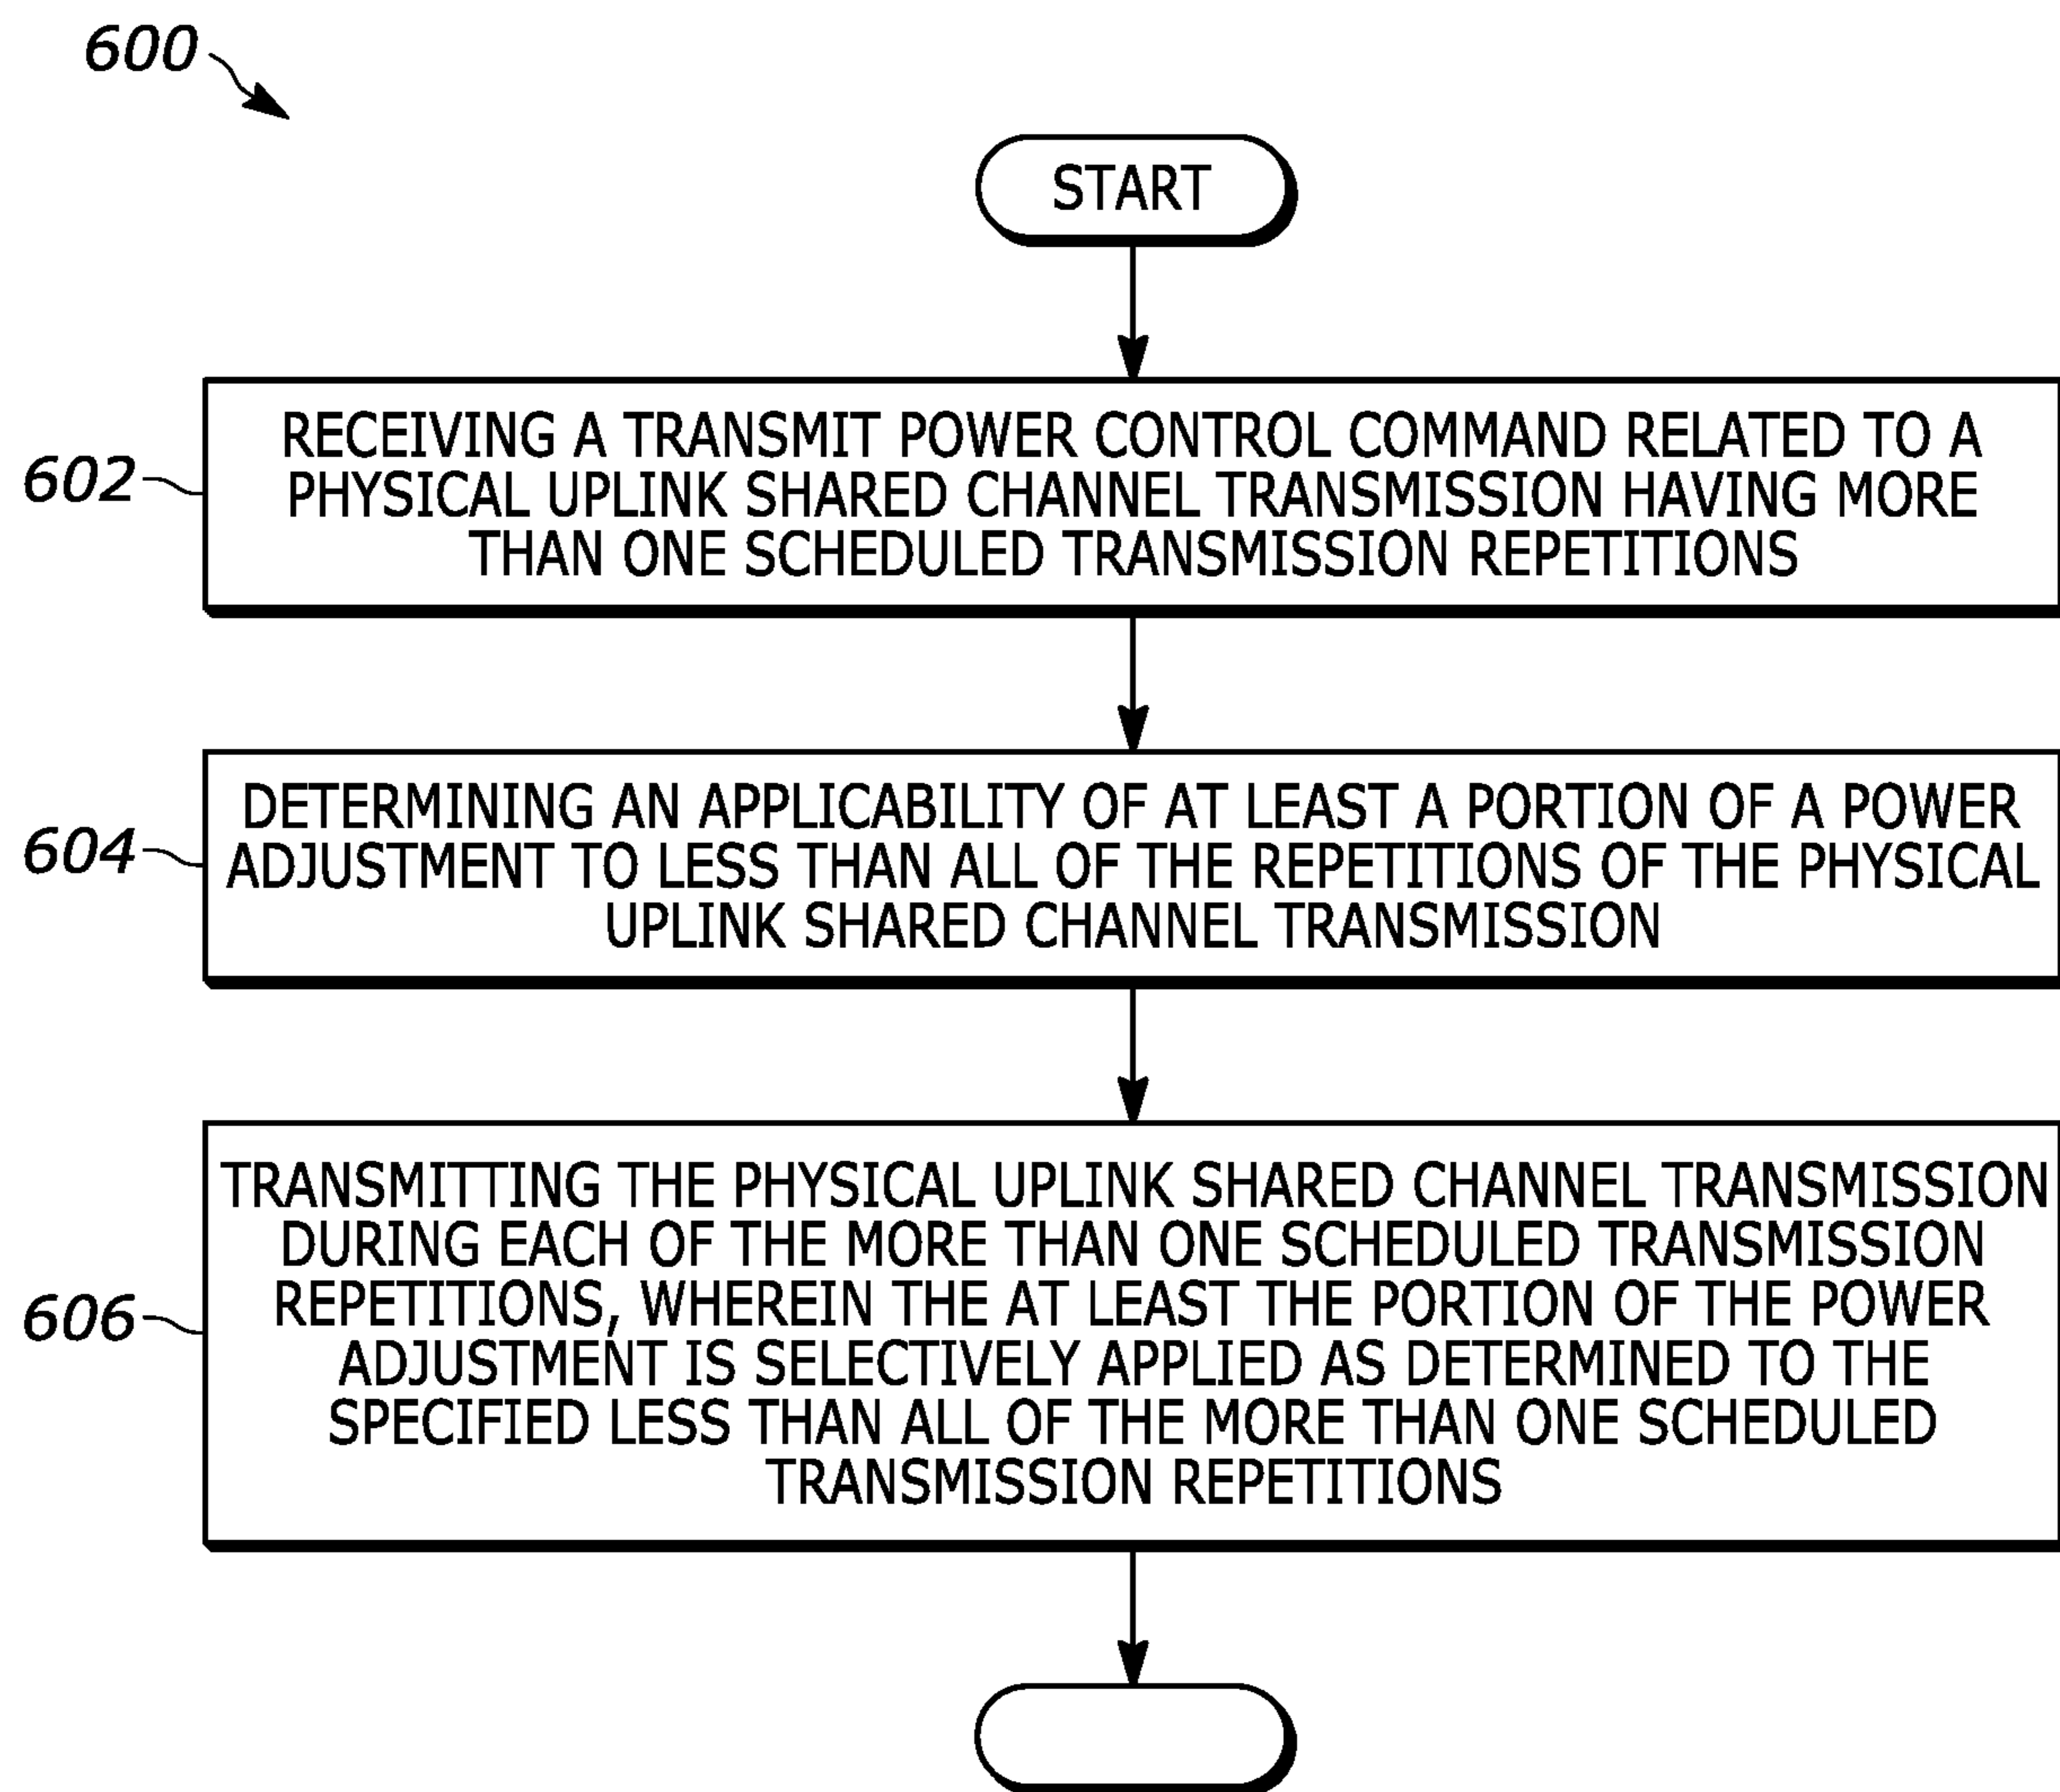 600
START
602
RECEIVING A TRANSMIT POWER CONTROL COMMAND RELATED TO A
PHYSICAL UPLINK SHARED CHANNEL TRANSMISSION HAVING MORE
THAN ONE SCHEDULED TRANSMISSION REPETITIONS
604
DETERMINING AN APPLICABILITY OF AT LEAST A PORTION OF A POWER
ADJUSTMENT TO LESS THAN ALL OF THE REPETITIONS OF THE PHYSICAL
UPLINK SHARED CHANNEL TRANSMISSION
606
TRANSMITTING THE PHYSICAL UPLINK SHARED CHANNEL TRANSMISSION
DURING EACH OF THE MORE THAN ONE SCHEDULED TRANSMISSION
REPETITIONS, WHEREIN THE AT LEAST THE PORTION OF THE POWER
ADJUSTMENT IS SELECTIVELY APPLIED AS DETERMINED TO THE
SPECIFIED LESS THAN ALL OF THE MORE THAN ONE SCHEDULED
TRANSMISSION REPETITIONS